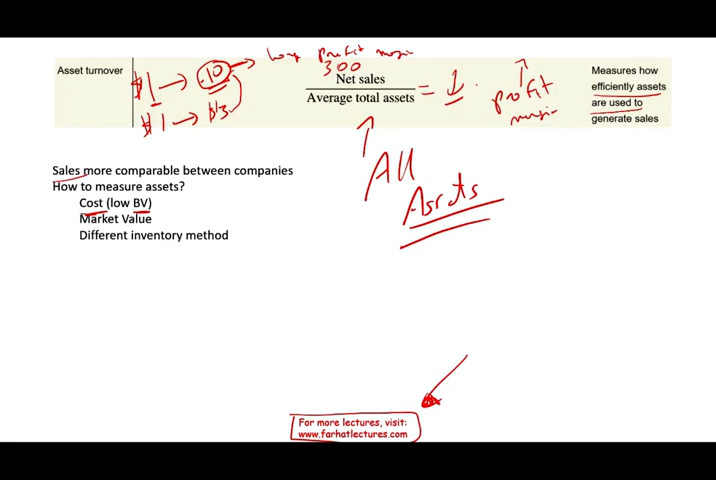 Asset turnover
$1 → .10 → profit margin
$1 → $3
300
Net sales
Average total assets
= 1
profit
margin
Measures how
efficiently assets
are used to
generate sales
All
Assets
Sales more comparable between companies
How to measure assets?
Cost (low BV)
Market Value
Different inventory method
For more lectures, visit:
www.farhatlectures.com